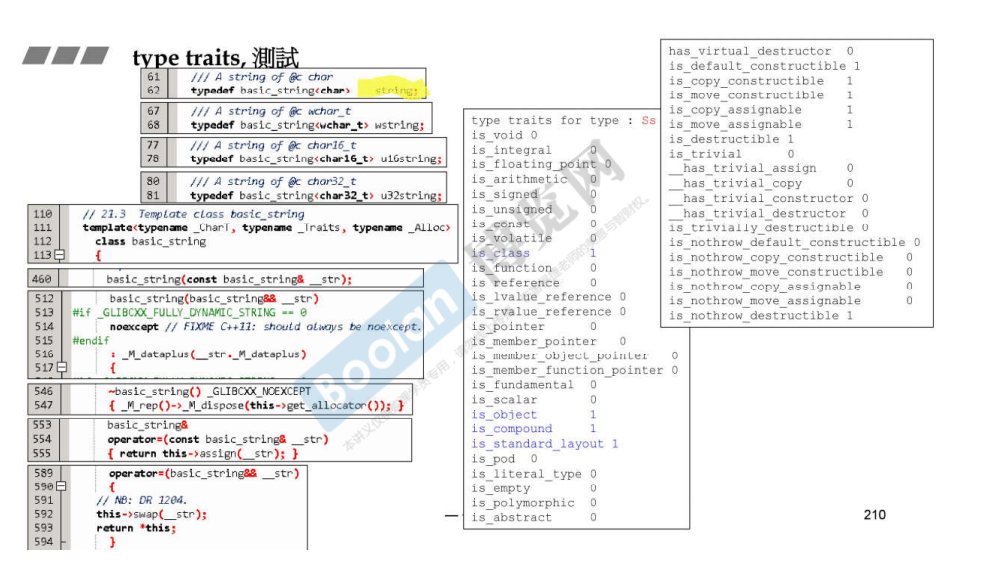 type traits, 測試
61 /// A string of @c char
62 typedef basic_string<char> string;
67 /// A string of @c wchar_t
68 typedef basic_string<wchar_t> wstring;
77 /// A string of @c char16_t
78 typedef basic_string<char16_t> u16string;
80 /// A string of @c char32_t
81 typedef basic_string<char32_t> u32string;
110 // 21.3 Template class basic_string
111 template<typename _CharT, typename _Traits, typename _Alloc>
112 class basic_string
113 {
460 basic_string(const basic_string& __str);
512 basic_string(basic_string&& __str)
513 #if _GLIBCXX_FULLY_DYNAMIC_STRING == 0
514 noexcept // FIXME C++11: should always be noexcept.
515 #endif
516 : _M_dataplus(__str._M_dataplus)
517 {
546 ~basic_string() _GLIBCXX_NOEXCEPT
547 { _M_rep()->_M_dispose(this->get_allocator()); }
553 basic_string&
554 operator=(const basic_string& __str)
555 { return this->assign(__str); }
589 operator=(basic_string&& __str)
590 {
591 // NB: DR 1204.
592 this->swap(__str);
593 return *this;
594 }
type traits for type : Ss
is_void 0
is_integral 0
is_floating_point 0
is_arithmetic 0
is_signed 0
is_unsigned 0
is_const 0
is_volatile 0
is_class 1
is_function 0
is_reference 0
is_lvalue_reference 0
is_rvalue_reference 0
is_pointer 0
is_member_pointer 0
is_member_object_pointer 0
is_member_function_pointer 0
is_fundamental 0
is_scalar 0
is_object 1
is_compound 1
is_standard_layout 1
is_pod 0
is_literal_type 0
is_empty 0
is_polymorphic 0
is_abstract 0
has_virtual_destructor 0
is_default_constructible 1
is_copy_constructible 1
is_move_constructible 1
is_copy_assignable 1
is_move_assignable 1
is_destructible 1
is_trivial 0
__has_trivial_assign 0
__has_trivial_copy 0
__has_trivial_constructor 0
__has_trivial_destructor 0
is_trivially_destructible 0
is_nothrow_default_constructible 0
is_nothrow_copy_constructible 0
is_nothrow_move_constructible 0
is_nothrow_copy_assignable 0
is_nothrow_move_assignable 0
is_nothrow_destructible 1
Boolan 博览网
210